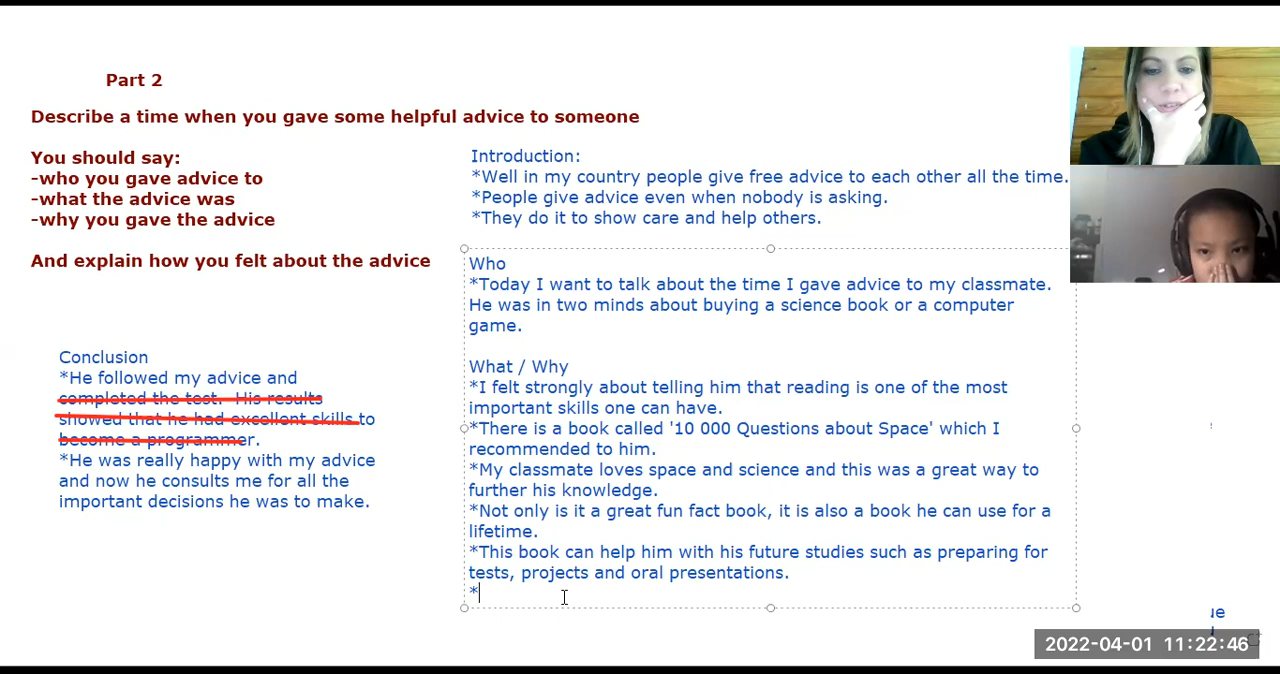 Part 2
Describe a time when you gave some helpful advice to someone
You should say:
-who you gave advice to
-what the advice was
-why you gave the advice
And explain how you felt about the advice
Introduction:
*Well in my country people give free advice to each other all the time.
*People give advice even when nobody is asking.
*They do it to show care and help others.
Who
*Today I want to talk about the time I gave advice to my classmate.
He was in two minds about buying a science book or a computer
game.
What / Why
*I felt strongly about telling him that reading is one of the most
important skills one can have.
*There is a book called '10 000 Questions about Space' which I
recommended to him.
*My classmate loves space and science and this was a great way to
further his knowledge.
*Not only is it a great fun fact book, it is also a book he can use for a
lifetime.
*This book can help him with his future studies such as preparing for
tests, projects and oral presentations.
*
Conclusion
*He followed my advice and
completed the test. His results
showed that he had excellent skills to
become a programmer.
*He was really happy with my advice
and now he consults me for all the
important decisions he was to make.
2022-04-01 11:22:46